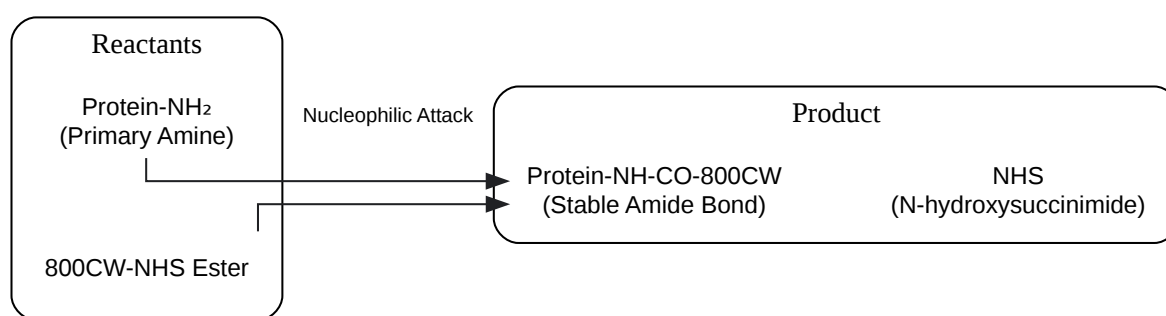 Reactants
Protein-NH₂
(Primary Amine)
800CW-NHS Ester
Nucleophilic Attack
Product
Protein-NH-CO-800CW
(Stable Amide Bond)
NHS
(N-hydroxysuccinimide)